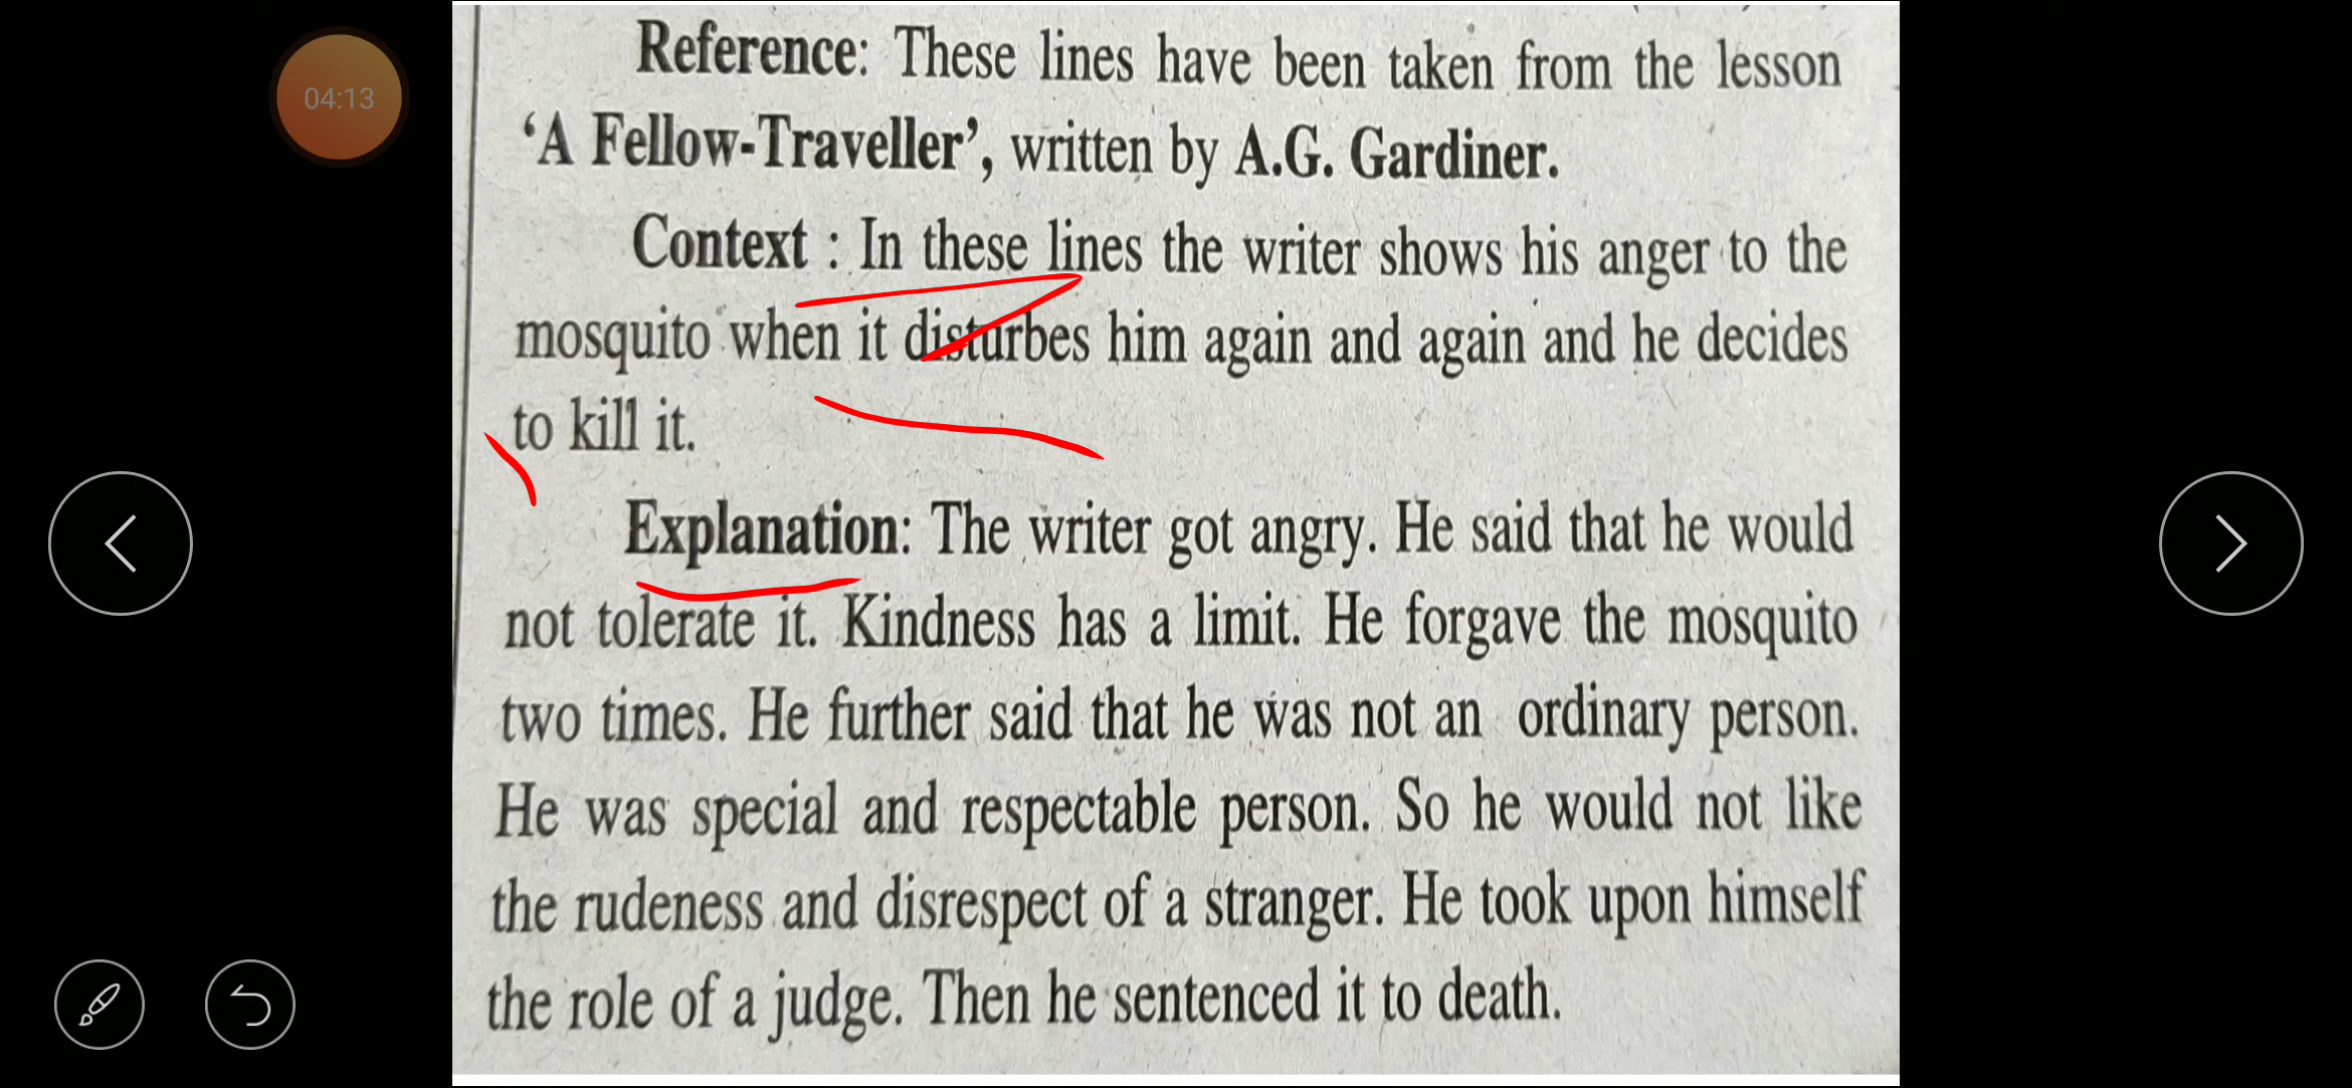 04:13
Reference: These lines have been taken from the lesson
‘A Fellow-Traveller’, written by A.G. Gardiner.
Context : In these lines the writer shows his anger to the
mosquito when it disturbes him again and again and he decides
to kill it.
Explanation: The writer got angry. He said that he would
not tolerate it. Kindness has a limit. He forgave the mosquito
two times. He further said that he was not an ordinary person.
He was special and respectable person. So he would not like
the rudeness and disrespect of a stranger. He took upon himself
the role of a judge. Then he sentenced it to death.